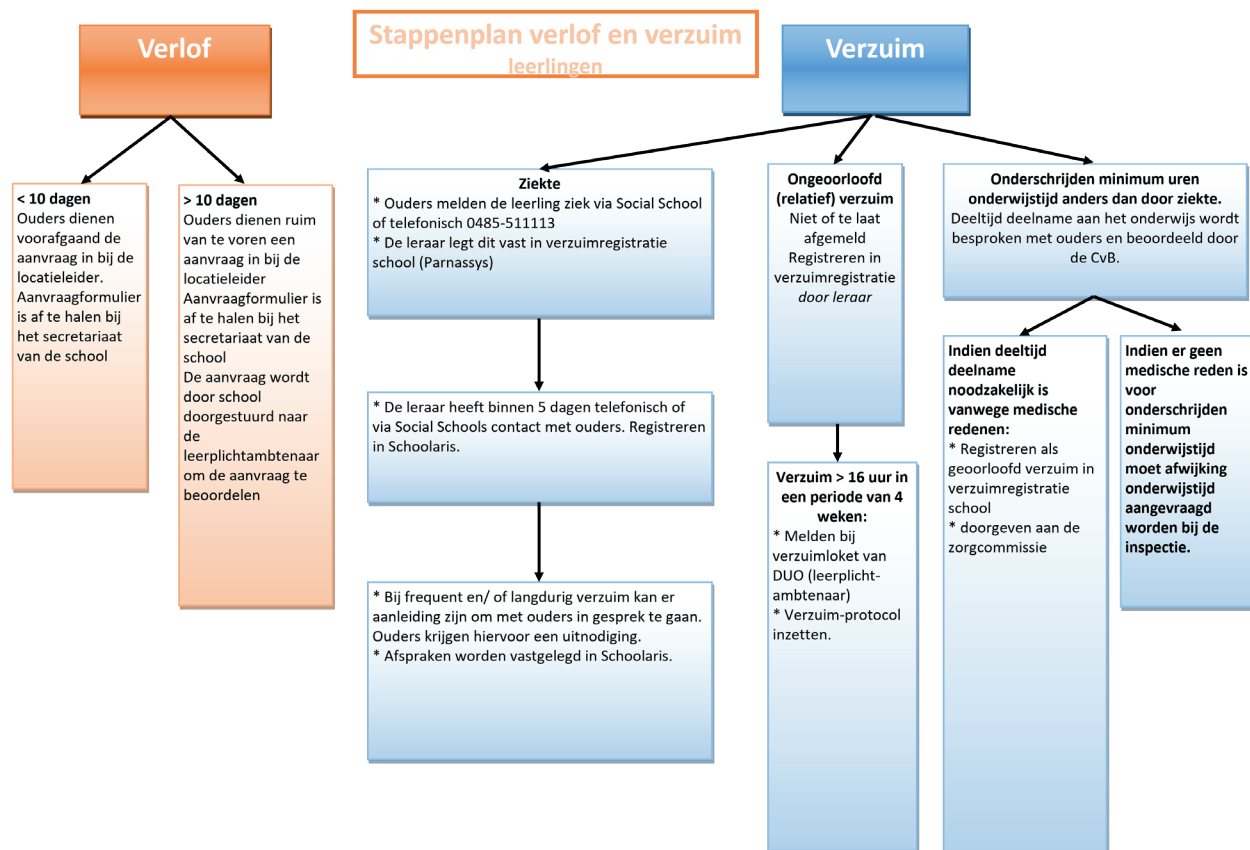 Verlof
Stappenplan verlof en verzuim
leerlingen
Verzuim
< 10 dagen
Ouders dienen
voorafgaand de
aanvraag in bij de
locatieleider.
Aanvraagformulier
is af te halen bij
het secretariaat
van de school
> 10 dagen
Ouders dienen ruim
van te voren een
aanvraag in bij de
locatieleider
Aanvraagformulier is
af te halen bij het
secretariaat van de
school
De aanvraag wordt
door school
doorgestuurd naar
de
leerplichtambtenaar
om de aanvraag te
beoordelen
Ziekte
* Ouders melden de leerling ziek via Social School
of telefonisch 0485-511113
* De leraar legt dit vast in verzuimregistratie
school (Parnassys)
* De leraar heeft binnen 5 dagen telefonisch of
via Social Schools contact met ouders. Registreren
in Schoolaris.
* Bij frequent en/ of langdurig verzuim kan er
aanleiding zijn om met ouders in gesprek te gaan.
Ouders krijgen hiervoor een uitnodiging.
* Afspraken worden vastgelegd in Schoolaris.
Ongeoorloofd
(relatief) verzuim
Niet of te laat
afgemeld
Registreren in
verzuimregistratie
door leraar
Verzuim > 16 uur in
een periode van 4
weken:
* Melden bij
verzuimloket van
DUO (leerplicht-
ambtenaar)
* Verzuim-protocol
inzetten.
Onderschrijden minimum uren
onderwijstijd anders dan door ziekte.
Deeltijd deelname aan het onderwijs wordt
besproken met ouders en beoordeeld door
de CvB.
Indien deeltijd
deelname
noodzakelijk is
vanwege medische
redenen:
* Registreren als
geoorloofd verzuim in
verzuimregistratie
school
* doorgeven aan de
zorgcommissie
Indien er geen
medische reden is
voor
onderschrijden
minimum
onderwijstijd
moet afwijking
onderwijstijd
aangevraagd
worden bij de
inspectie.